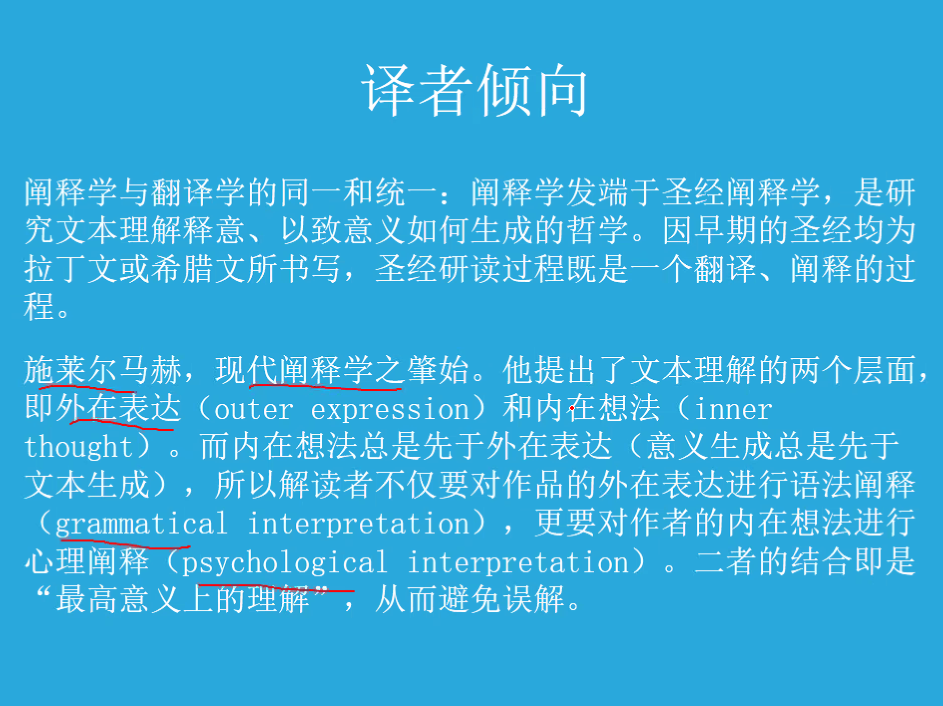 译者倾向
阐释学与翻译学的同一和统一：阐释学发端于圣经阐释学，是研
究文本理解释意、以致意义如何生成的哲学。因早期的圣经均为
拉丁文或希腊文所书写，圣经研读过程既是一个翻译、阐释的过
程。
施莱尔马赫，现代阐释学之肇始。他提出了文本理解的两个层面，
即外在表达（outer expression）和内在想法（inner
thought）。而内在想法总是先于外在表达（意义生成总是先于
文本生成），所以解读者不仅要对作品的外在表达进行语法阐释
（grammatical interpretation），更要对作者的内在想法进行
心理阐释（psychological interpretation）。二者的结合即是
“最高意义上的理解”，从而避免误解。